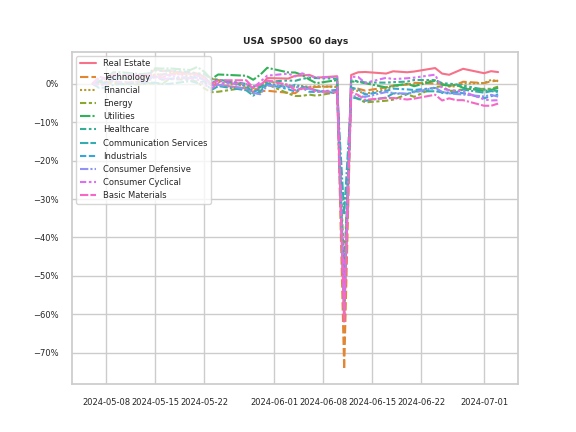 USA SP500 60 days
Real Estate
Technology
Financial
Energy
Utilities
Healthcare
Communication Services
Industrials
Consumer Defensive
Consumer Cyclical
Basic Materials
0%
−10%
−20%
−30%
−40%
−50%
−60%
−70%
2024-05-08 2024-05-15 2024-05-22 2024-06-01 2024-06-08 2024-06-15 2024-06-22 2024-07-01